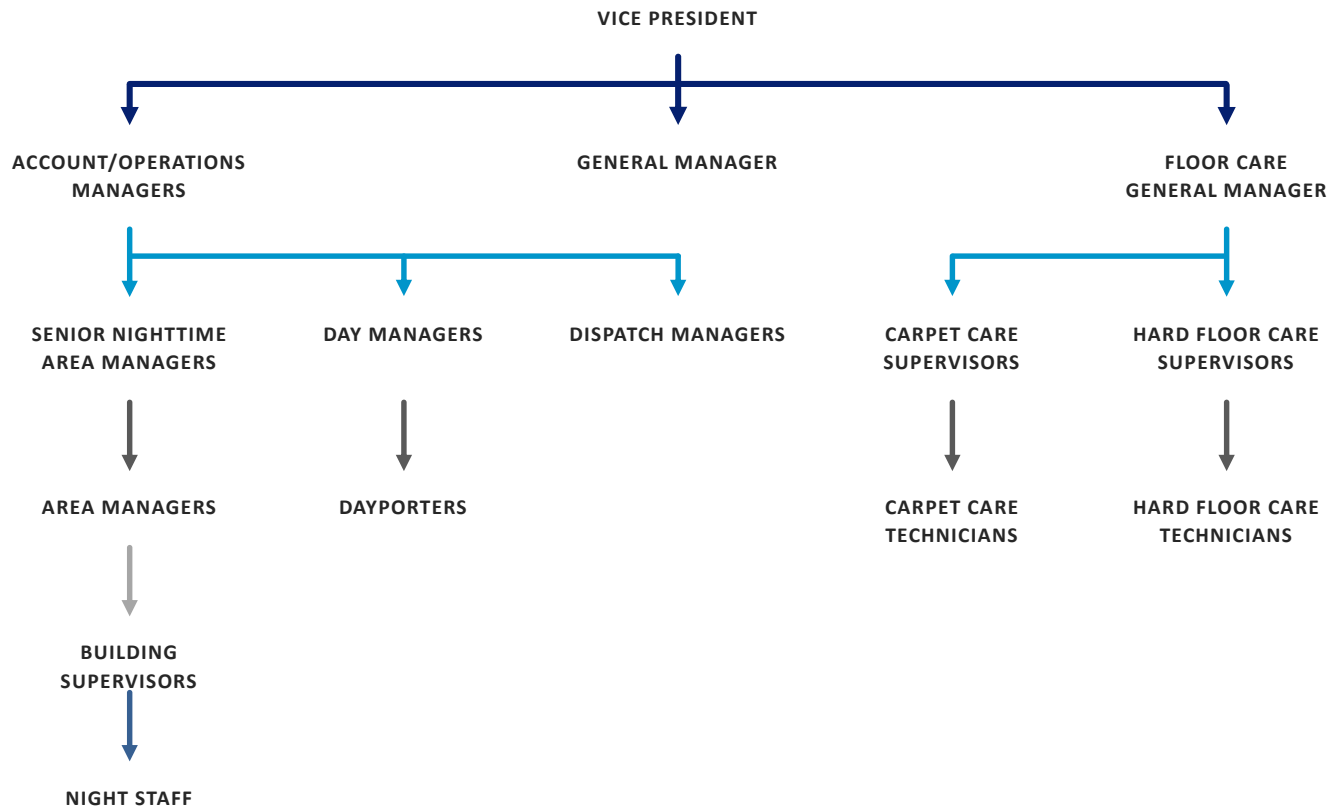 VICE PRESIDENT
ACCOUNT/OPERATIONS
MANAGERS
GENERAL MANAGER
FLOOR CARE
GENERAL MANAGER
SENIOR NIGHTTIME
AREA MANAGERS
DAY MANAGERS
DISPATCH MANAGERS
CARPET CARE
SUPERVISORS
HARD FLOOR CARE
SUPERVISORS
AREA MANAGERS
DAYPORTERS
CARPET CARE
TECHNICIANS
HARD FLOOR CARE
TECHNICIANS
BUILDING
SUPERVISORS
NIGHT STAFF